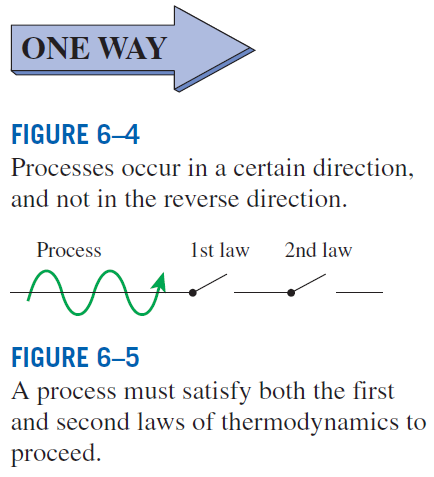 ONE WAY
FIGURE 6–4
Processes occur in a certain direction,
and not in the reverse direction.
Process 1st law 2nd law
FIGURE 6–5
A process must satisfy both the first
and second laws of thermodynamics to
proceed.